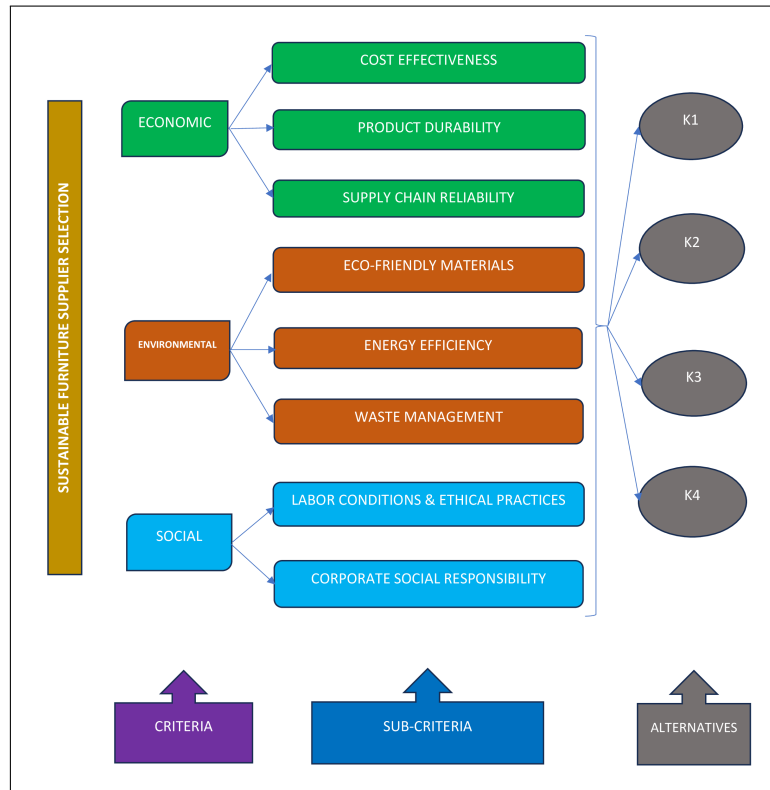 SUSTAINABLE FURNITURE SUPPLIER SELECTION
ECONOMIC
COST EFFECTIVENESS
PRODUCT DURABILITY
SUPPLY CHAIN RELIABILITY
ENVIRONMENTAL
ECO-FRIENDLY MATERIALS
ENERGY EFFICIENCY
WASTE MANAGEMENT
SOCIAL
LABOR CONDITIONS & ETHICAL PRACTICES
CORPORATE SOCIAL RESPONSIBILITY
K1
K2
K3
K4
CRITERIA
SUB-CRITERIA
ALTERNATIVES